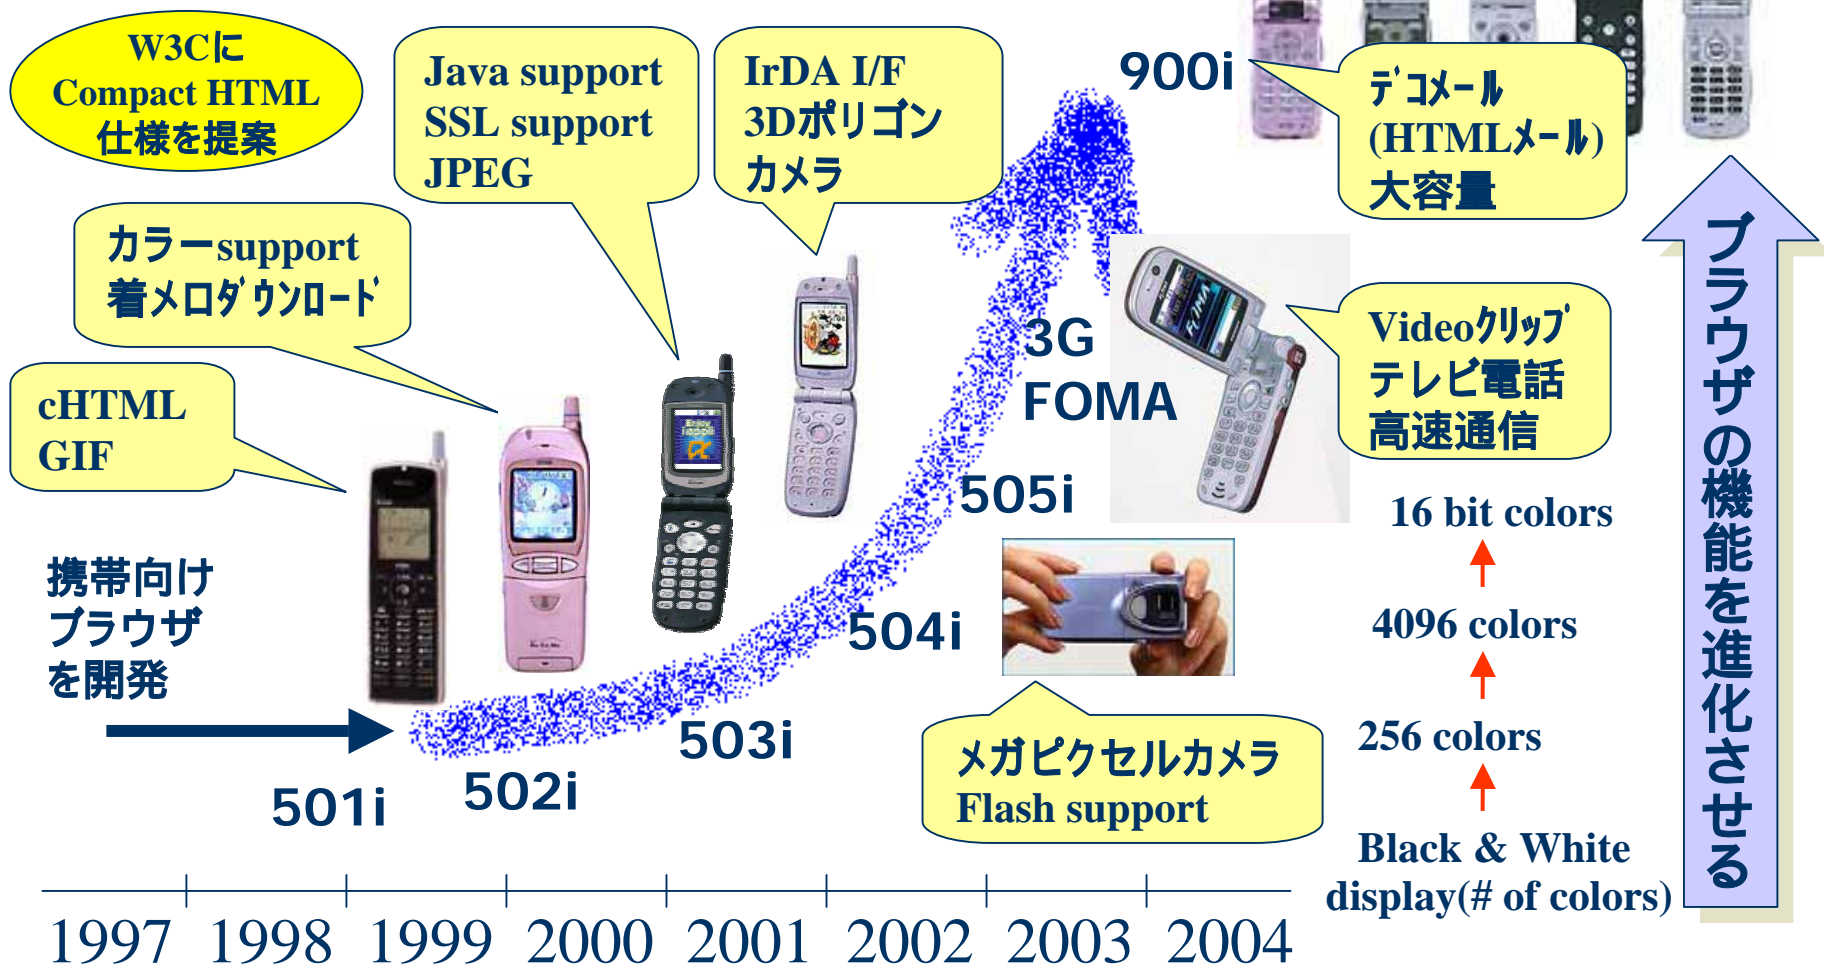 W3Cに
Compact HTML
仕様を提案
Java support
SSL support
JPEG
IrDA I/F
3Dポリゴン
カメラ
900i
デコメール
(HTMLメール)
大容量
カラーsupport
着メロダウンロード
cHTML
GIF
3G
FOMA
Videoクリップ
テレビ電話
高速通信
携帯向け
ブラウザ
を開発
501i
502i
503i
504i
505i
メガピクセルカメラ
Flash support
16 bit colors
4096 colors
256 colors
Black & White
display(# of colors)
ブラウザの機能を進化させる
1997
1998
1999
2000
2001
2002
2003
2004
FOMA